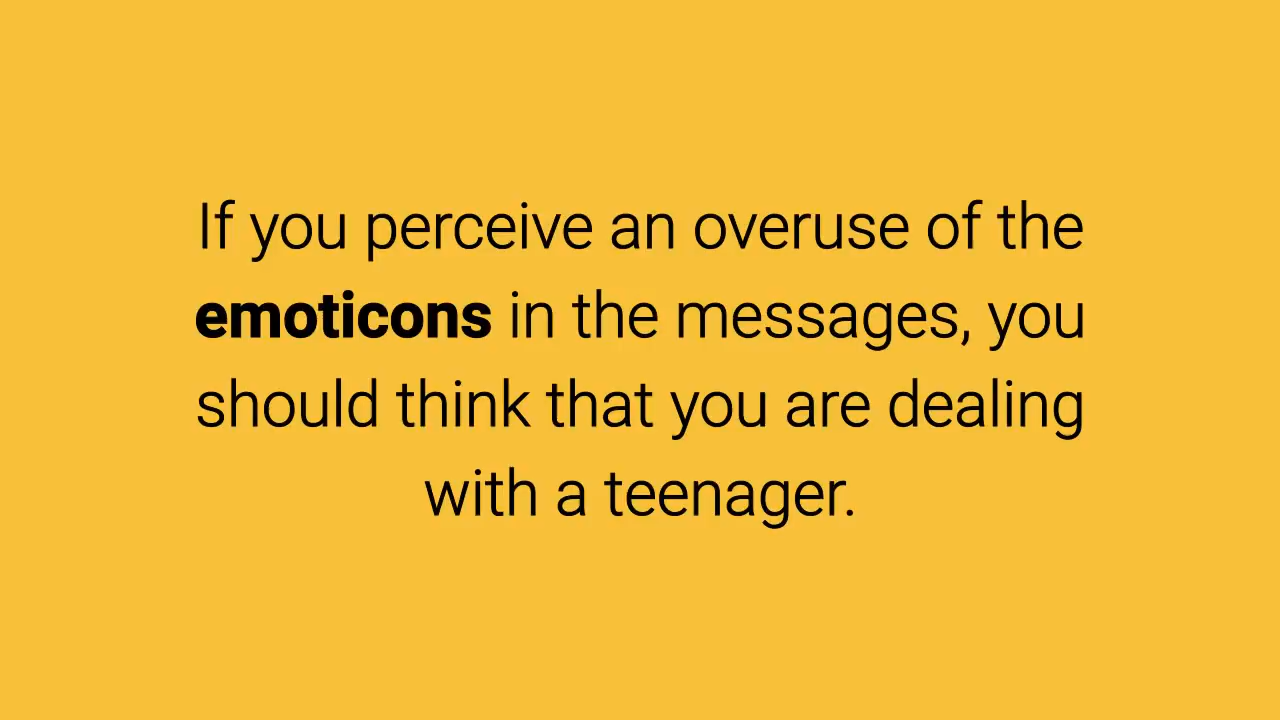 If you perceive an overuse of the
emoticons in the messages, you
should think that you are dealing
with a teenager.